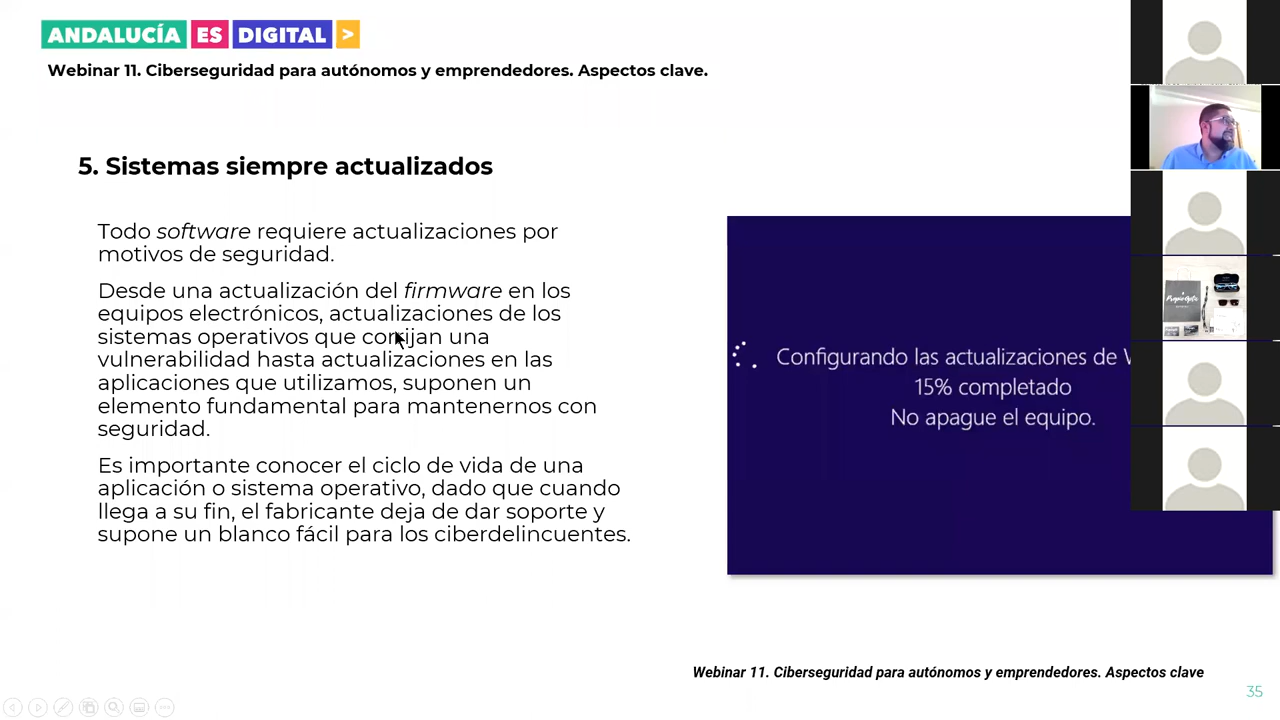 ANDALUCÍA ES DIGITAL >
Webinar 11. Ciberseguridad para autónomos y emprendedores. Aspectos clave.
5. Sistemas siempre actualizados
Todo software requiere actualizaciones por
motivos de seguridad.
Desde una actualización del firmware en los
equipos electrónicos, actualizaciones de los
sistemas operativos que corrijan una
vulnerabilidad hasta actualizaciones en las
aplicaciones que utilizamos, suponen un
elemento fundamental para mantenernos con
seguridad.
Es importante conocer el ciclo de vida de una
aplicación o sistema operativo, dado que cuando
llega a su fin, el fabricante deja de dar soporte y
supone un blanco fácil para los ciberdelincuentes.
Configurando las actualizaciones de
15% completado
No apague el equipo.
Webinar 11. Ciberseguridad para autónomos y emprendedores. Aspectos clave
35